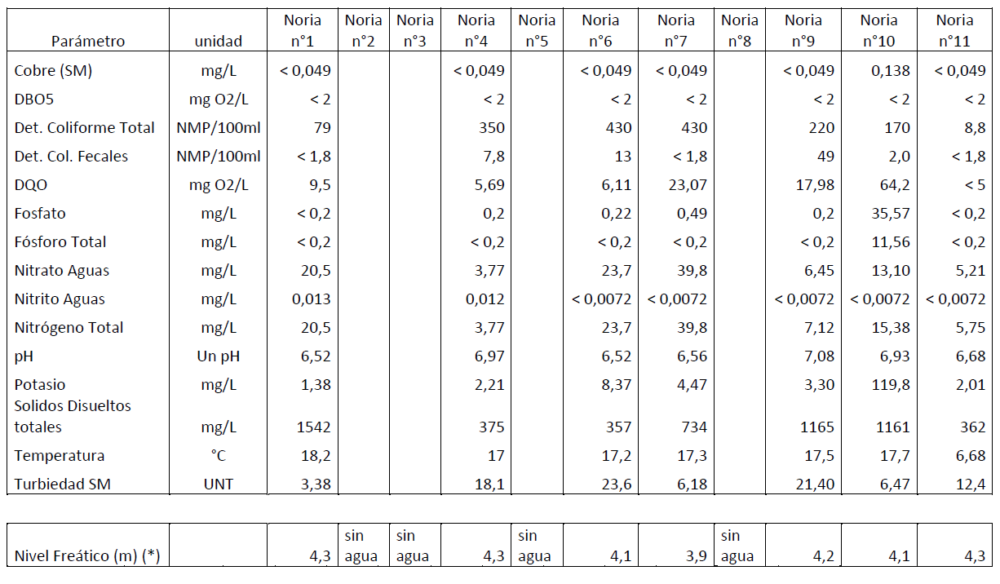 Parámetro unidad Noria n°1 Noria n°2 Noria n°3 Noria n°4 Noria n°5 Noria n°6 Noria n°7 Noria n°8 Noria n°9 Noria n°10 Noria n°11
Cobre (SM) mg/L < 0,049 < 0,049 < 0,049 < 0,049 < 0,049 0,138 < 0,049
DBO5 mg O2/L < 2 < 2 < 2 < 2 < 2 < 2 < 2
Det. Coliforme Total NMP/100ml 79 350 430 430 220 170 8,8
Det. Col. Fecales NMP/100ml < 1,8 7,8 13 < 1,8 49 2,0 < 1,8
DQO mg O2/L 9,5 5,69 6,11 23,07 17,98 64,2 < 5
Fosfato mg/L < 0,2 0,2 0,22 0,49 0,2 35,57 < 0,2
Fósforo Total mg/L < 0,2 < 0,2 < 0,2 < 0,2 < 0,2 11,56 < 0,2
Nitrato Aguas mg/L 20,5 3,77 23,7 39,8 6,45 13,10 5,21
Nitrito Aguas mg/L 0,013 0,012 < 0,0072 < 0,0072 < 0,0072 < 0,0072 < 0,0072
Nitrógeno Total mg/L 20,5 3,77 23,7 39,8 7,12 15,38 5,75
pH Un pH 6,52 6,97 6,52 6,56 7,08 6,93 6,68
Potasio mg/L 1,38 2,21 8,37 4,47 3,30 119,8 2,01
Solidos Disueltos
totales mg/L 1542 375 357 734 1165 1161 362
Temperatura °C 18,2 17 17,2 17,3 17,5 17,7 6,68
Turbiedad SM UNT 3,38 18,1 23,6 6,18 21,40 6,47 12,4
Nivel Freático (m) (*) 4,3 sin agua sin agua 4,3 sin agua 4,1 3,9 sin agua 4,2 4,1 4,3